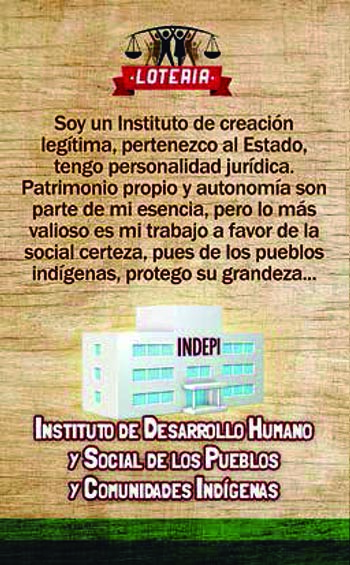 LOTERIA
Soy un Instituto de creación
legítima, pertenezco al Estado,
tengo personalidad jurídica.
Patrimonio propio y autonomía son
parte de mi esencia, pero lo más
valioso es mi trabajo a favor de la
social certeza, pues de los pueblos
indígenas, protego su grandeza...
INDEPI
INSTITUTO DE DESARROLLO HUMANO
Y SOCIAL DE LOS PUEBLOS
Y COMUNIDADES INDÍGENAS